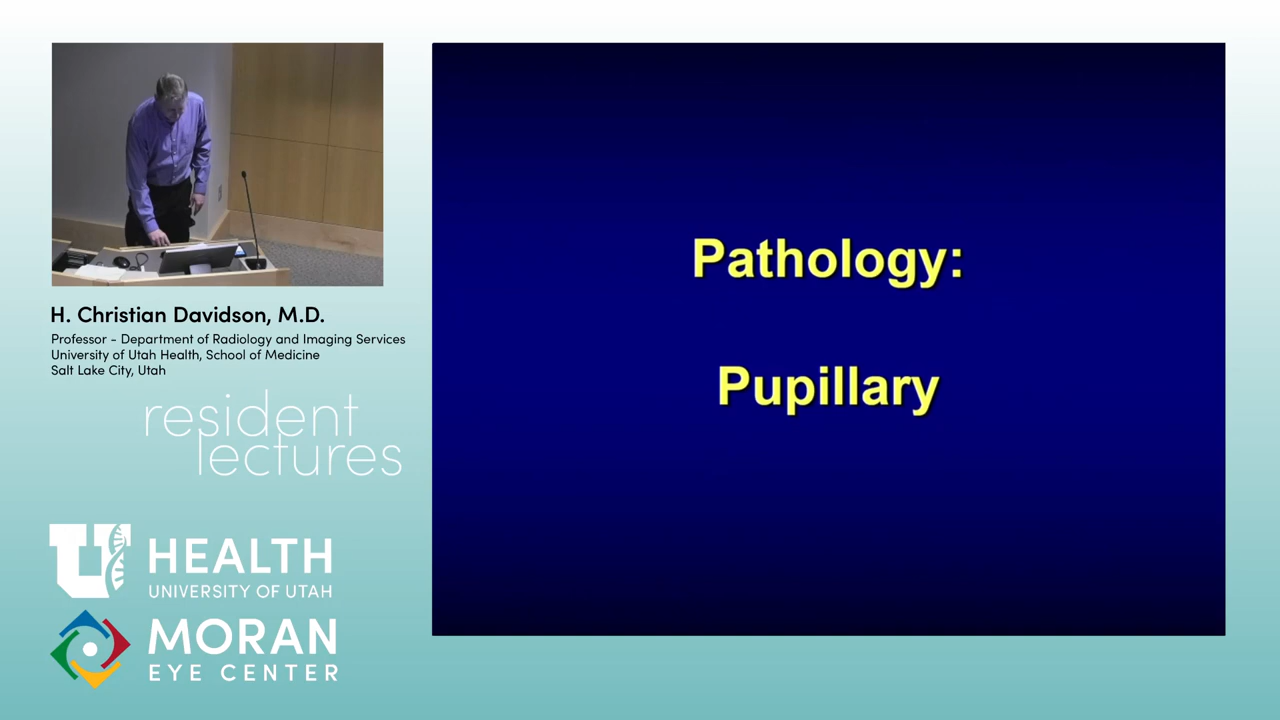 H. Christian Davidson, M.D.
Professor - Department of Radiology and Imaging Services
University of Utah Health, School of Medicine
Salt Lake City, Utah
resident
lectures
U HEALTH
UNIVERSITY OF UTAH
MORAN
EYE CENTER
Pathology:
Pupillary